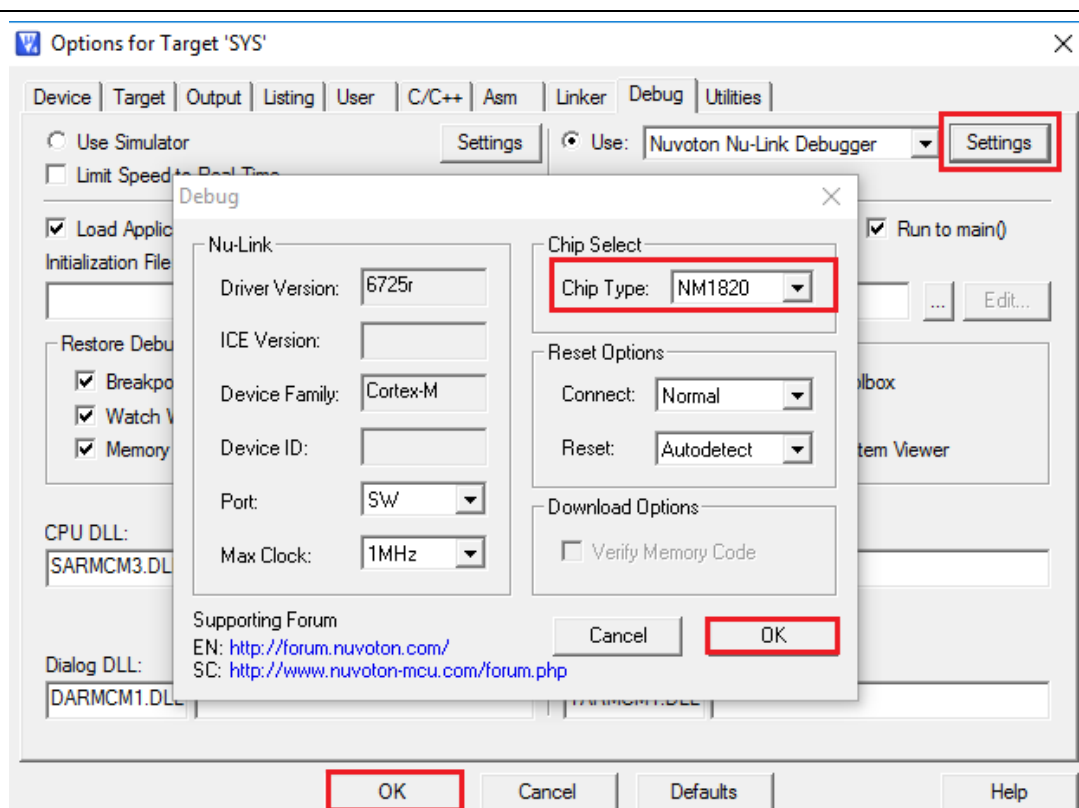 Options for Target 'SYS'
Device Target Output Listing User C/C++ Asm Linker Debug Utilities
Use Simulator Settings Use: Nuvoton Nu-Link Debugger Settings
Limit Speed to Real-Time
Debug
Load Applic Run to main()
Initialization File
... Edit...
Restore Debu
Breakpo lbox
Watch
Memory tem Viewer
CPU DLL:
SARMCM3.DL
Dialog DLL:
DARMCM1.DLL TARMCM1.DLL
Nu-Link
Driver Version: 6725r
ICE Version:
Device Family: Cortex-M
Device ID:
Port: SW
Max Clock: 1MHz
Chip Select
Chip Type: NM1820
Reset Options
Connect: Normal
Reset: Autodetect
Download Options
Verify Memory Code
Supporting Forum
EN: http://forum.nuvoton.com/
SC: http://www.nuvoton-mcu.com/forum.php
Cancel OK
OK Cancel Defaults Help